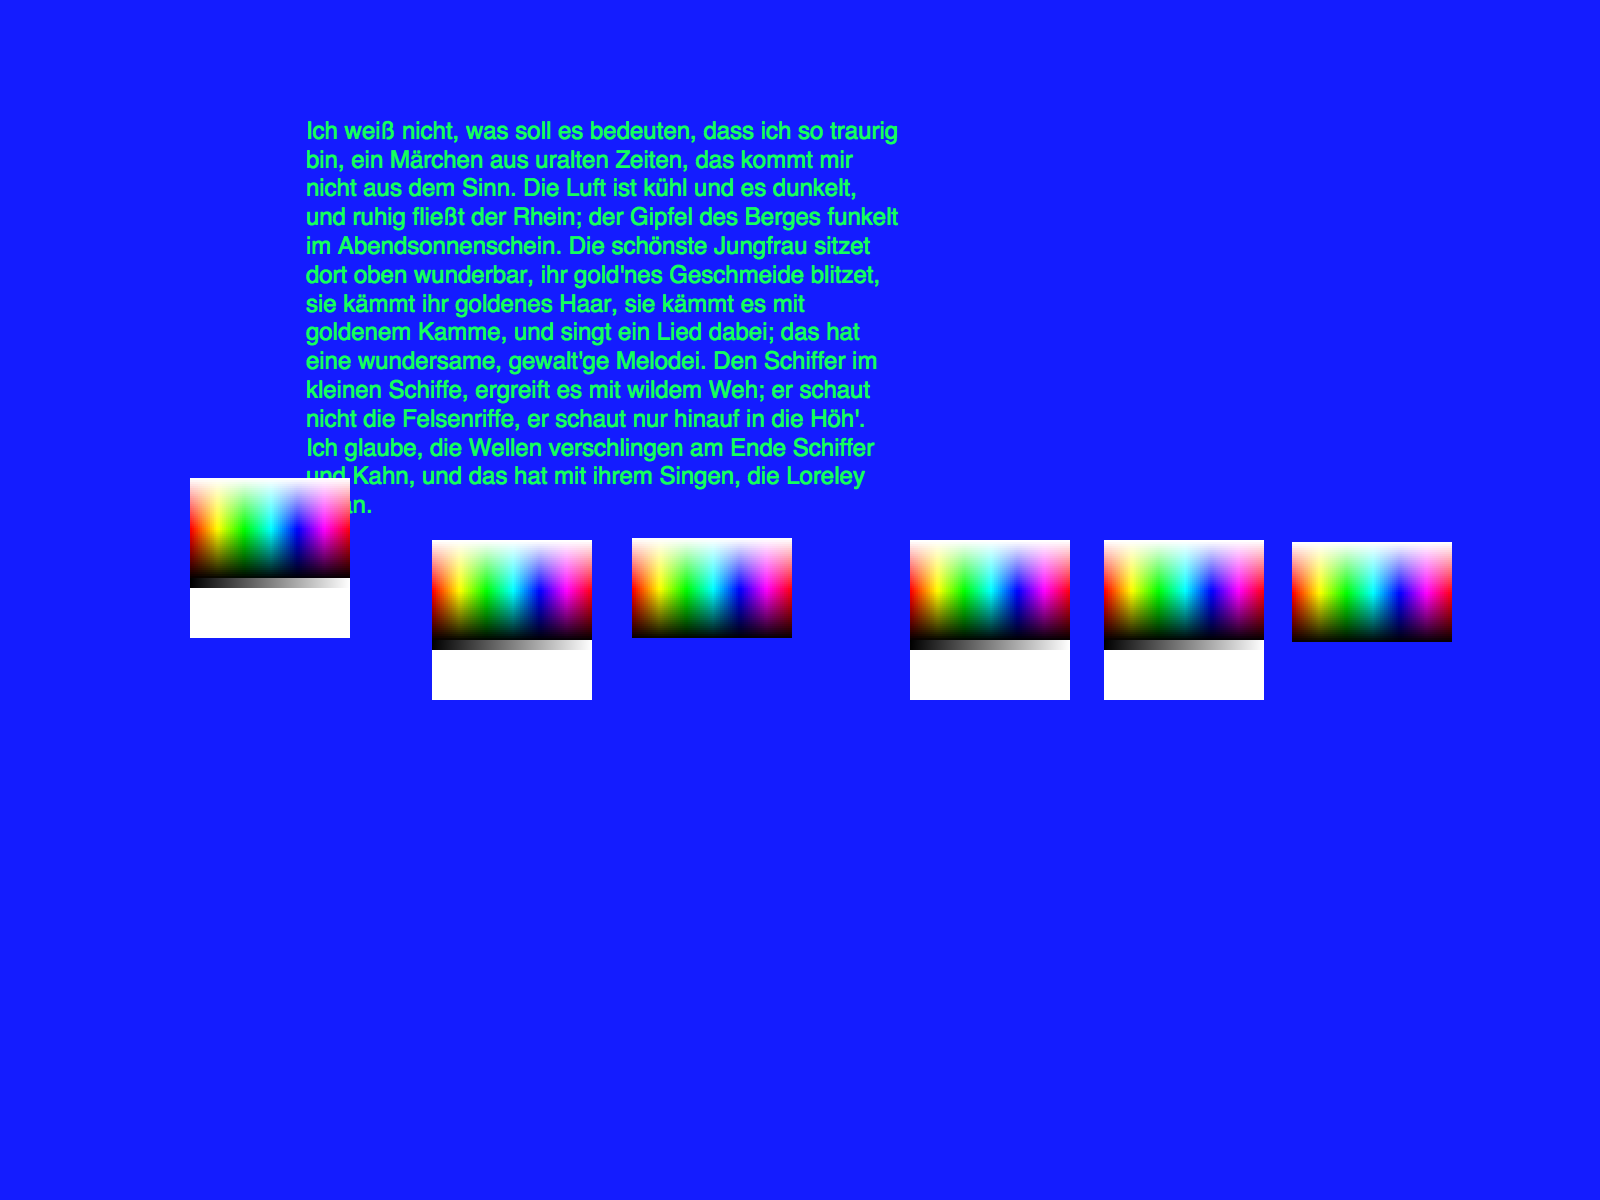 Ich weiß nicht, was soll es bedeuten, dass ich so traurig
bin, ein Märchen aus uralten Zeiten, das kommt mir
nicht aus dem Sinn. Die Luft ist kühl und es dunkelt,
und ruhig fließt der Rhein; der Gipfel des Berges funkelt
im Abendsonnenschein. Die schönste Jungfrau sitzet
dort oben wunderbar, ihr gold'nes Geschmeide blitzet,
sie kämmt ihr goldenes Haar, sie kämmt es mit
goldenem Kamme, und singt ein Lied dabei; das hat
eine wundersame, gewalt'ge Melodei. Den Schiffer im
kleinen Schiffe, ergreift es mit wildem Weh; er schaut
nicht die Felsenriffe, er schaut nur hinauf in die Höh'.
Ich glaube, die Wellen verschlingen am Ende Schiffer
und Kahn, und das hat mit ihrem Singen, die Loreley